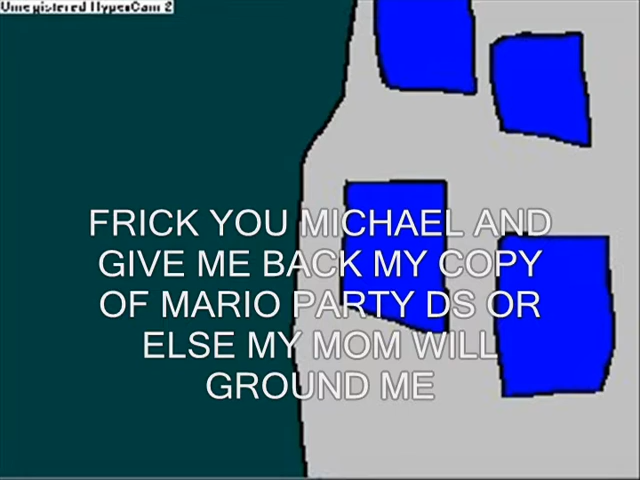 Unregistered HyperCam 2
FRICK YOU MICHAEL AND
GIVE ME BACK MY COPY
OF MARIO PARTY DS OR
ELSE MY MOM WILL
GROUND ME